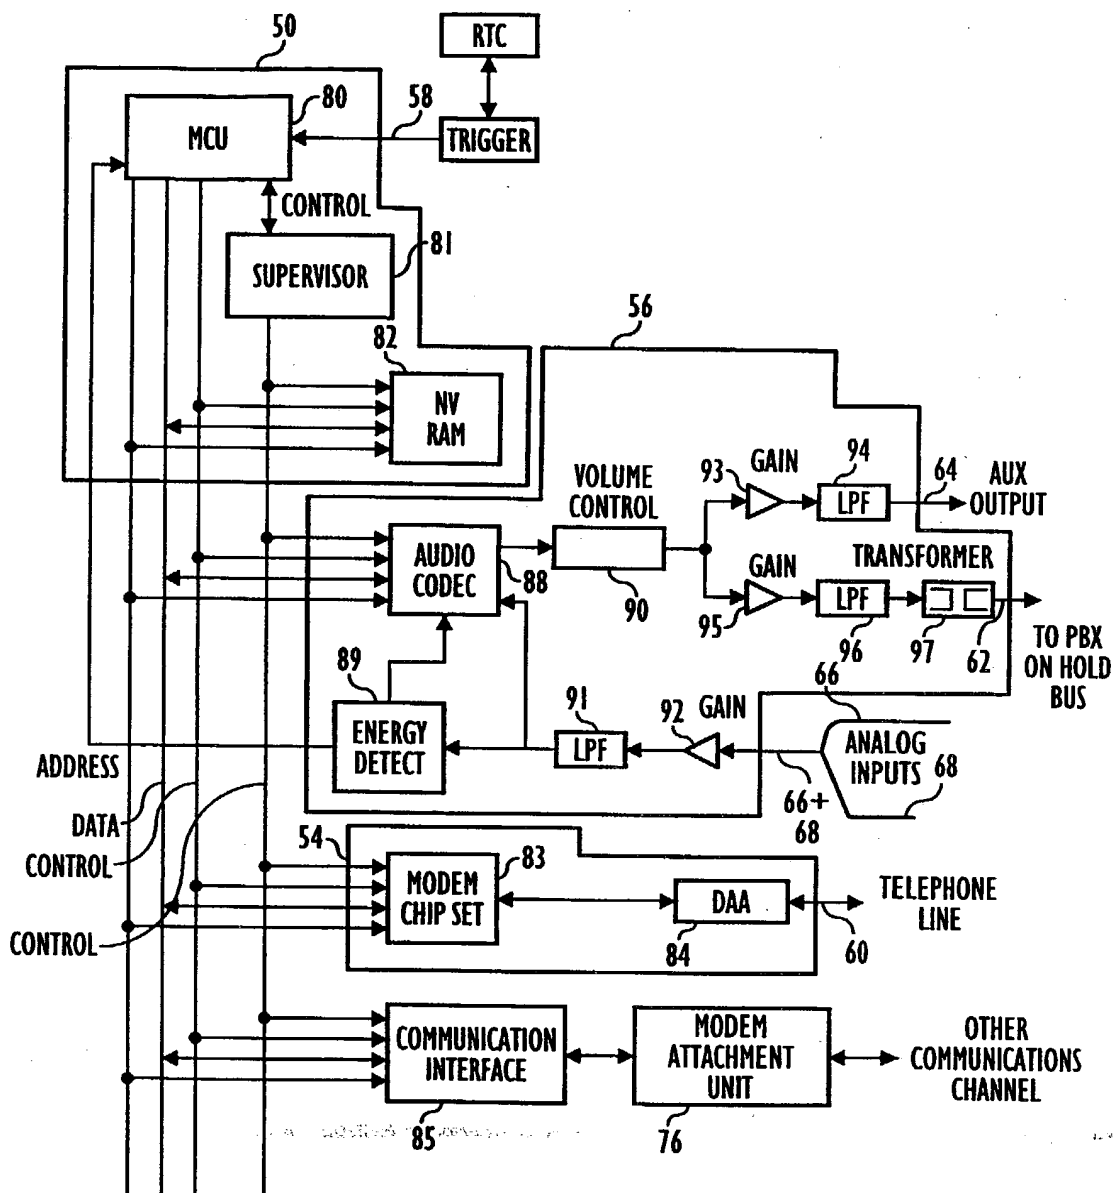 50
RTC
80
58
MCU
TRIGGER
CONTROL
81
SUPERVISOR
56
82
NV
RAM
VOLUME
CONTROL
93
GAIN
94
LPF
64
AUX
OUTPUT
AUDIO
CODEC
88
90
GAIN
95
LPF
96
TRANSFORMER
97
62
TO PBX
ON HOLD
BUS
89
ENERGY
DETECT
91
LPF
92
GAIN
66
ANALOG
INPUTS
68
66+
68
ADDRESS
DATA
CONTROL
CONTROL
54
MODEM
CHIP SET
83
DAA
84
60
TELEPHONE
LINE
COMMUNICATION
INTERFACE
85
MODEM
ATTACHMENT
UNIT
76
OTHER
COMMUNICATIONS
CHANNEL